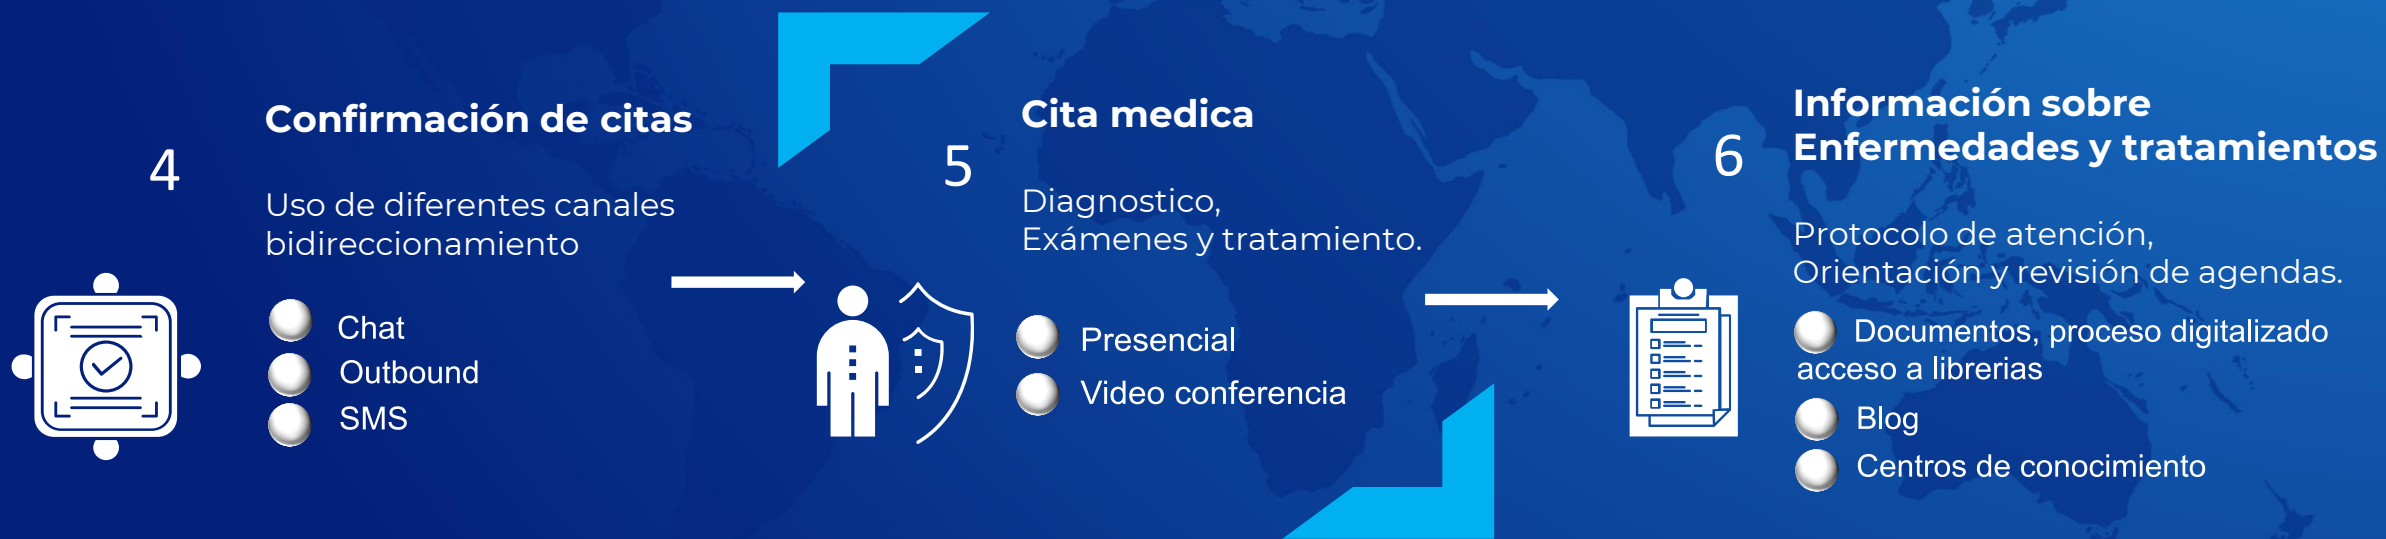 4
Confirmación de citas
Uso de diferentes canales
bidireccionamiento
Chat
Outbound
SMS
5
Cita medica
Diagnostico,
Exámenes y tratamiento.
Presencial
Video conferencia
6
Información sobre
Enfermedades y tratamientos
Protocolo de atención,
Orientación y revisión de agendas.
Documentos, proceso digitalizado
acceso a librerias
Blog
Centros de conocimiento